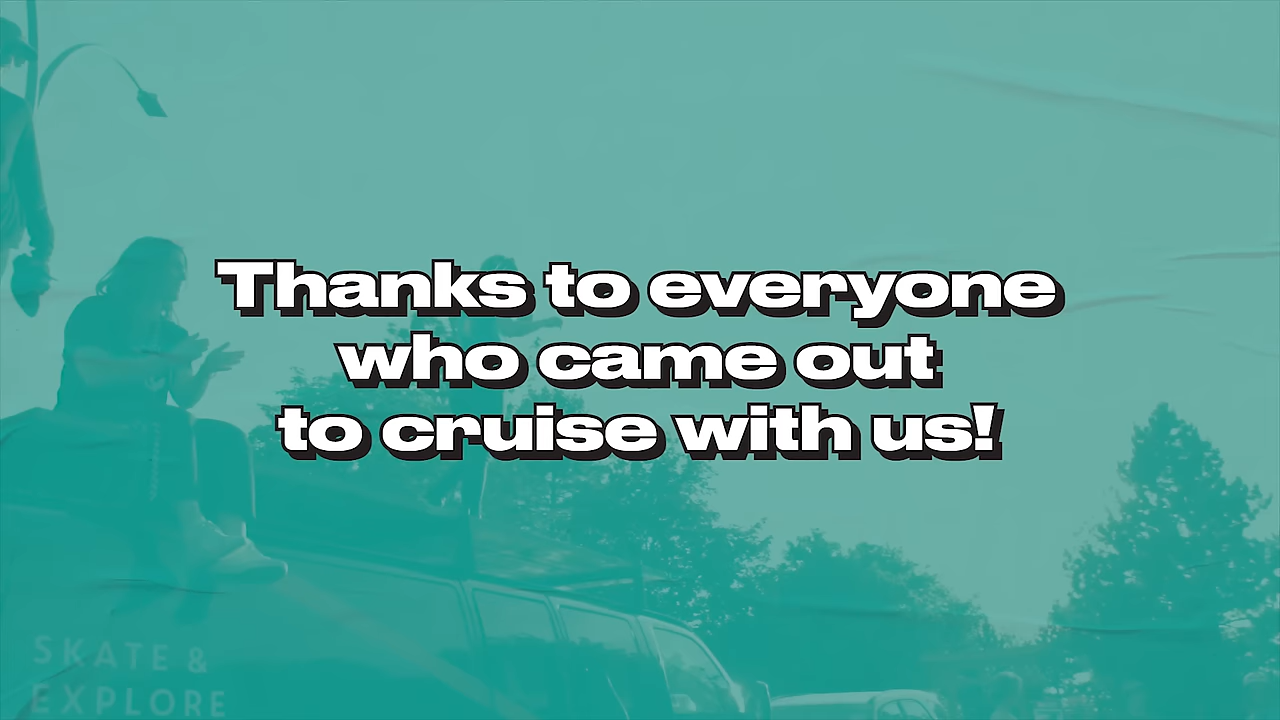 Thanks to everyone
who came out
to cruise with us!
SKATE &
EXPLORE